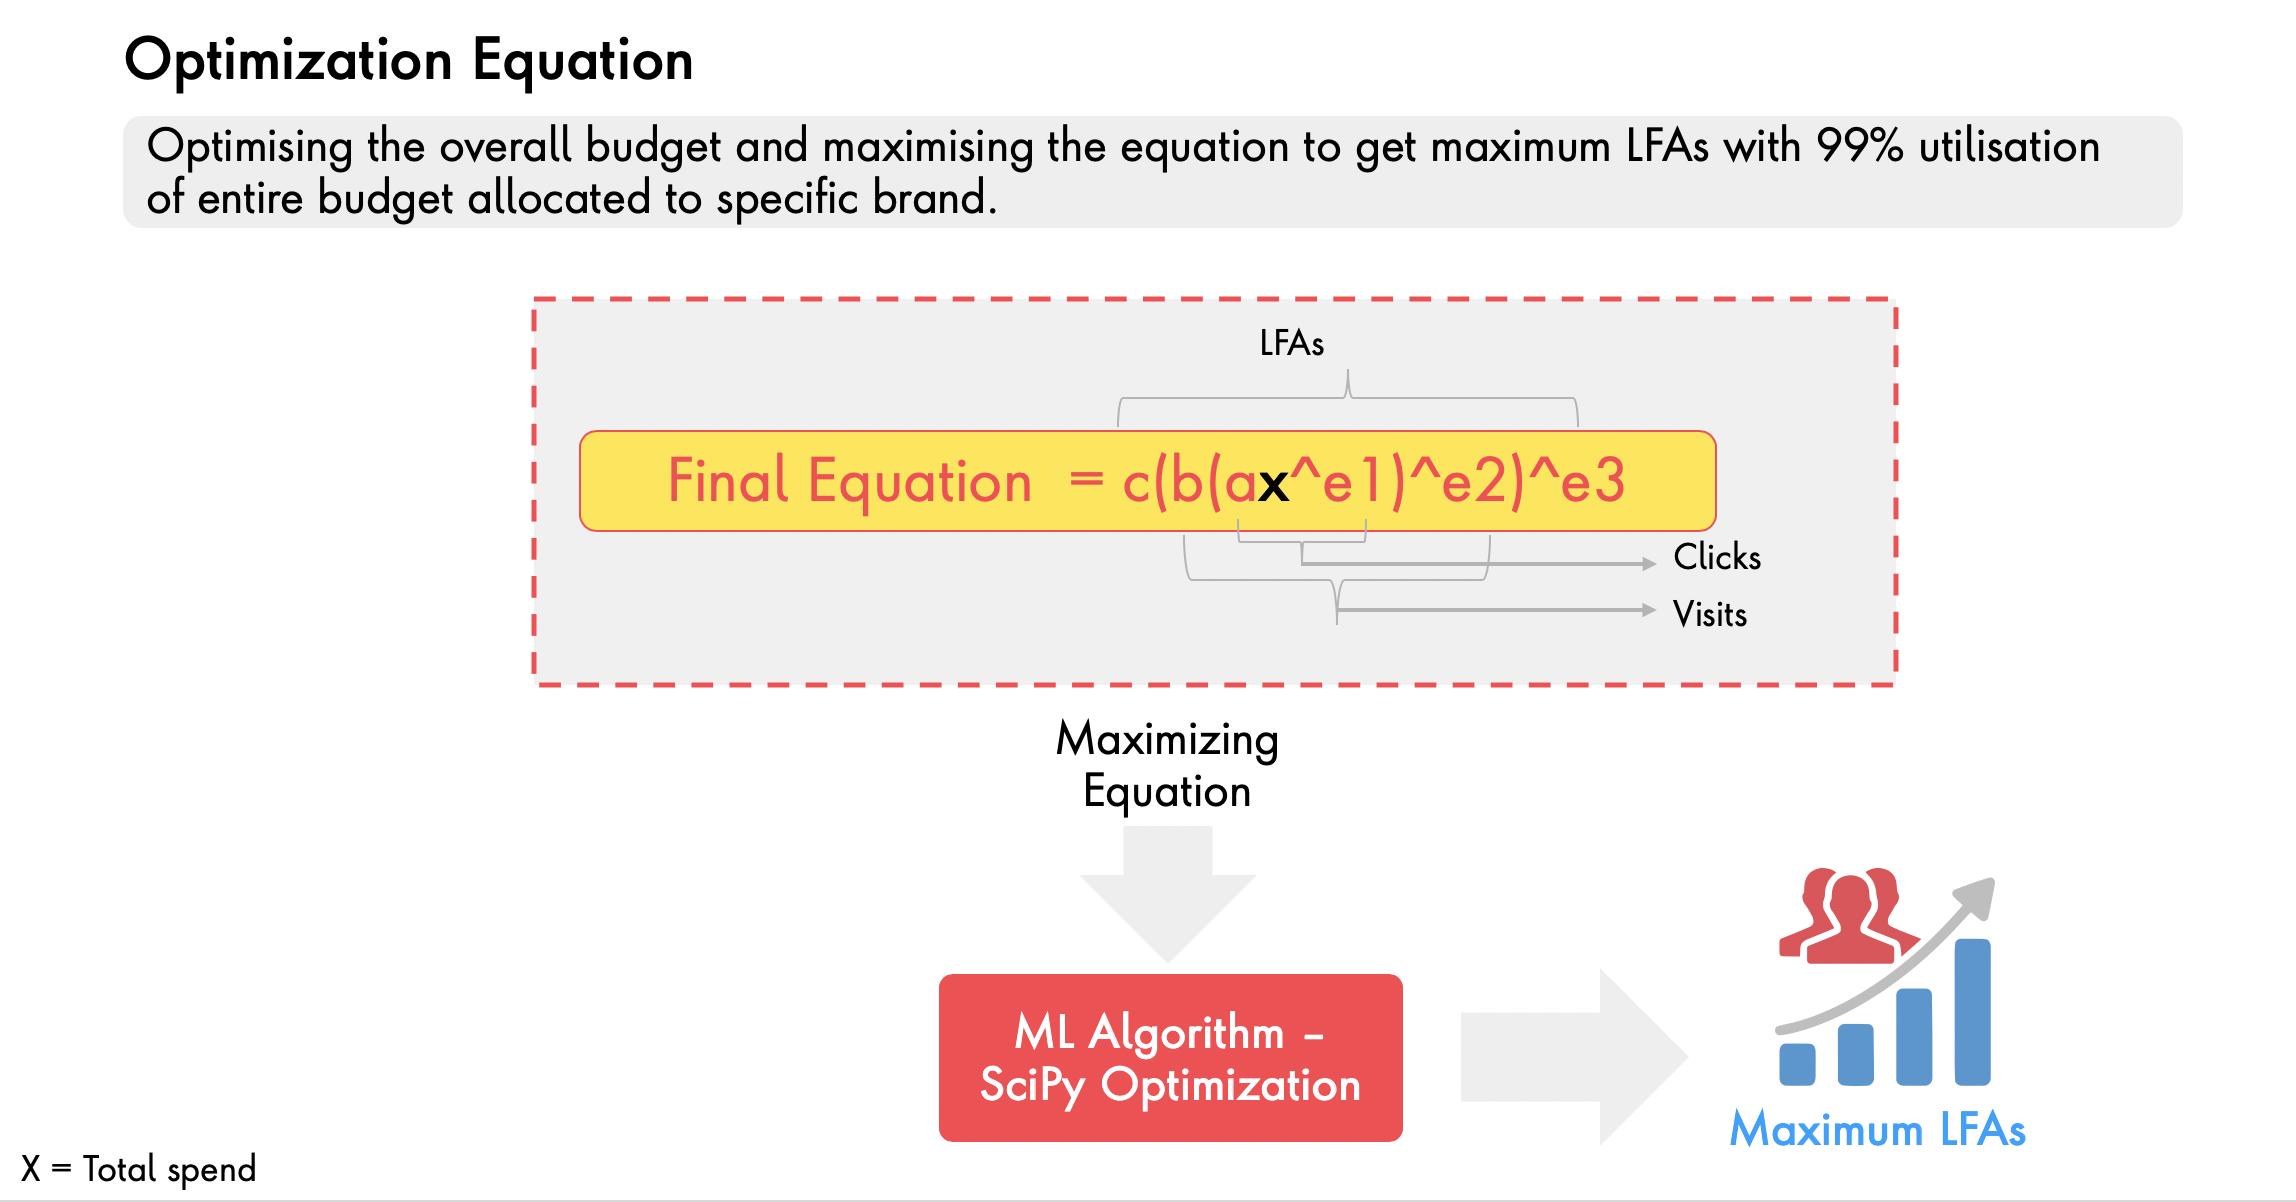 Optimization Equation
Optimising the overall budget and maximising the equation to get maximum LFAs with 99% utilisation
of entire budget allocated to specific brand.
LFAs
Final Equation = c(b(ax^e1)^e2)^e3
Clicks
Visits
Maximizing
Equation
ML Algorithm –
SciPy Optimization
Maximum LFAs
X = Total spend